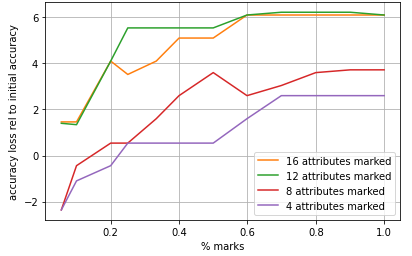 accuracy loss rel to initial accuracy
6
4
2
0
−2
0.2 0.4 0.6 0.8 1.0
% marks
16 attributes marked
12 attributes marked
8 attributes marked
4 attributes marked